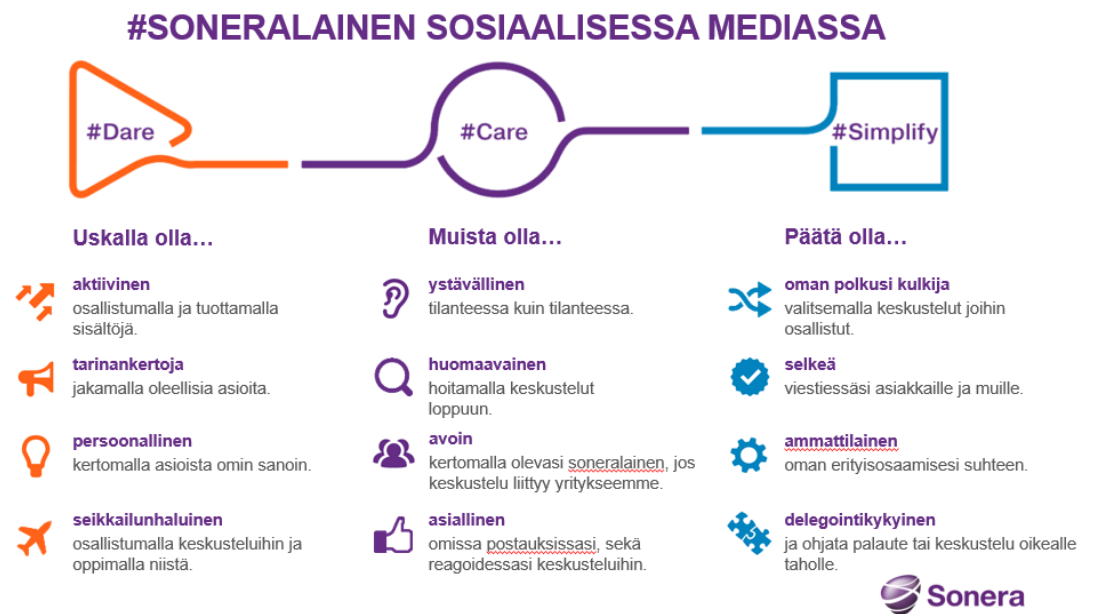 #SONERALAINEN SOSIAALISESSA MEDIASSA
#Dare
#Care
#Simplify
Uskalla olla…
aktiivinen
osallistumalla ja tuottamalla
sisältöjä.
tarinankertoja
jakamalla oleellisia asioita.
persoonallinen
kertomalla asioista omin sanoin.
seikkailunhaluinen
osallistumalla keskusteluihin ja
oppimalla niistä.
Muista olla…
ystävällinen
tilanteessa kuin tilanteessa.
huomaavainen
hoitamalla keskustelut
loppuun.
avoin
kertomalla olevasi soneralainen, jos
keskustelu liittyy yritykseemme.
asiallinen
omissa postauksissasi, sekä
reagoidessasi keskusteluihin.
Päätä olla…
oman polkusi kulkija
valitsemalla keskustelut joihin
osallistut.
selkeä
viestiessäsi asiakkaille ja muille.
ammattilainen
oman erityisosaamisesi suhteen.
delegointikykyinen
ja ohjata palaute tai keskustelu oikealle
taholle.
Sonera